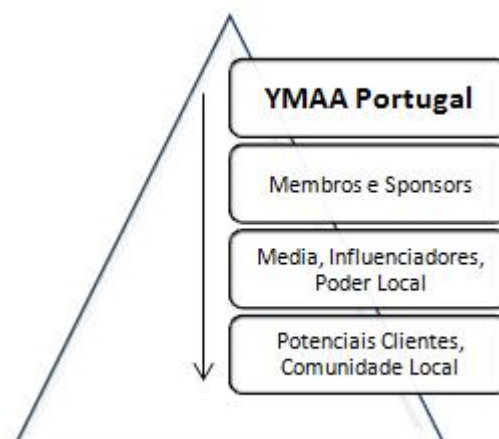 YMAA Portugal
Membros e Sponsors
Media, Influenciadores,
Poder Local
Potenciais Clientes,
Comunidade Local